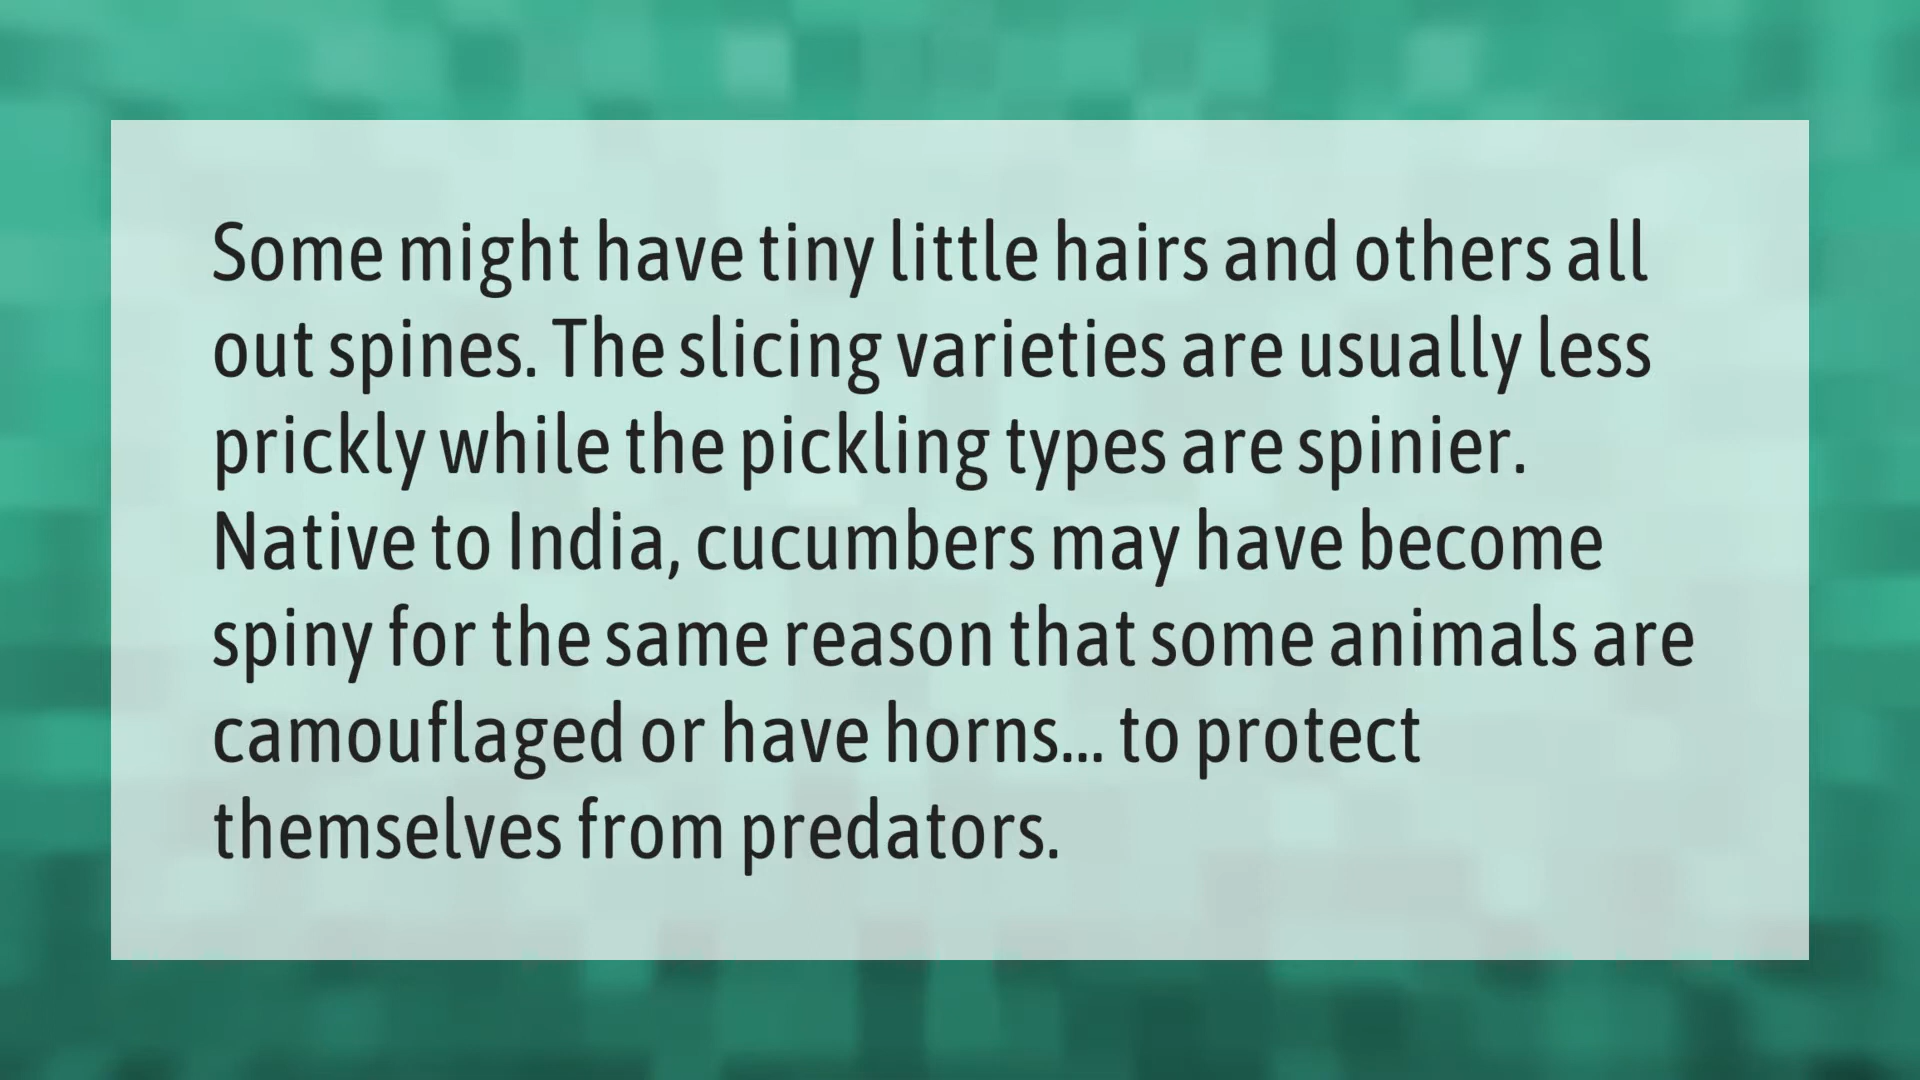 Some might have tiny little hairs and others all
out spines. The slicing varieties are usually less
prickly while the pickling types are spinier.
Native to India, cucumbers may have become
spiny for the same reason that some animals are
camouflaged or have horns... to protect
themselves from predators.